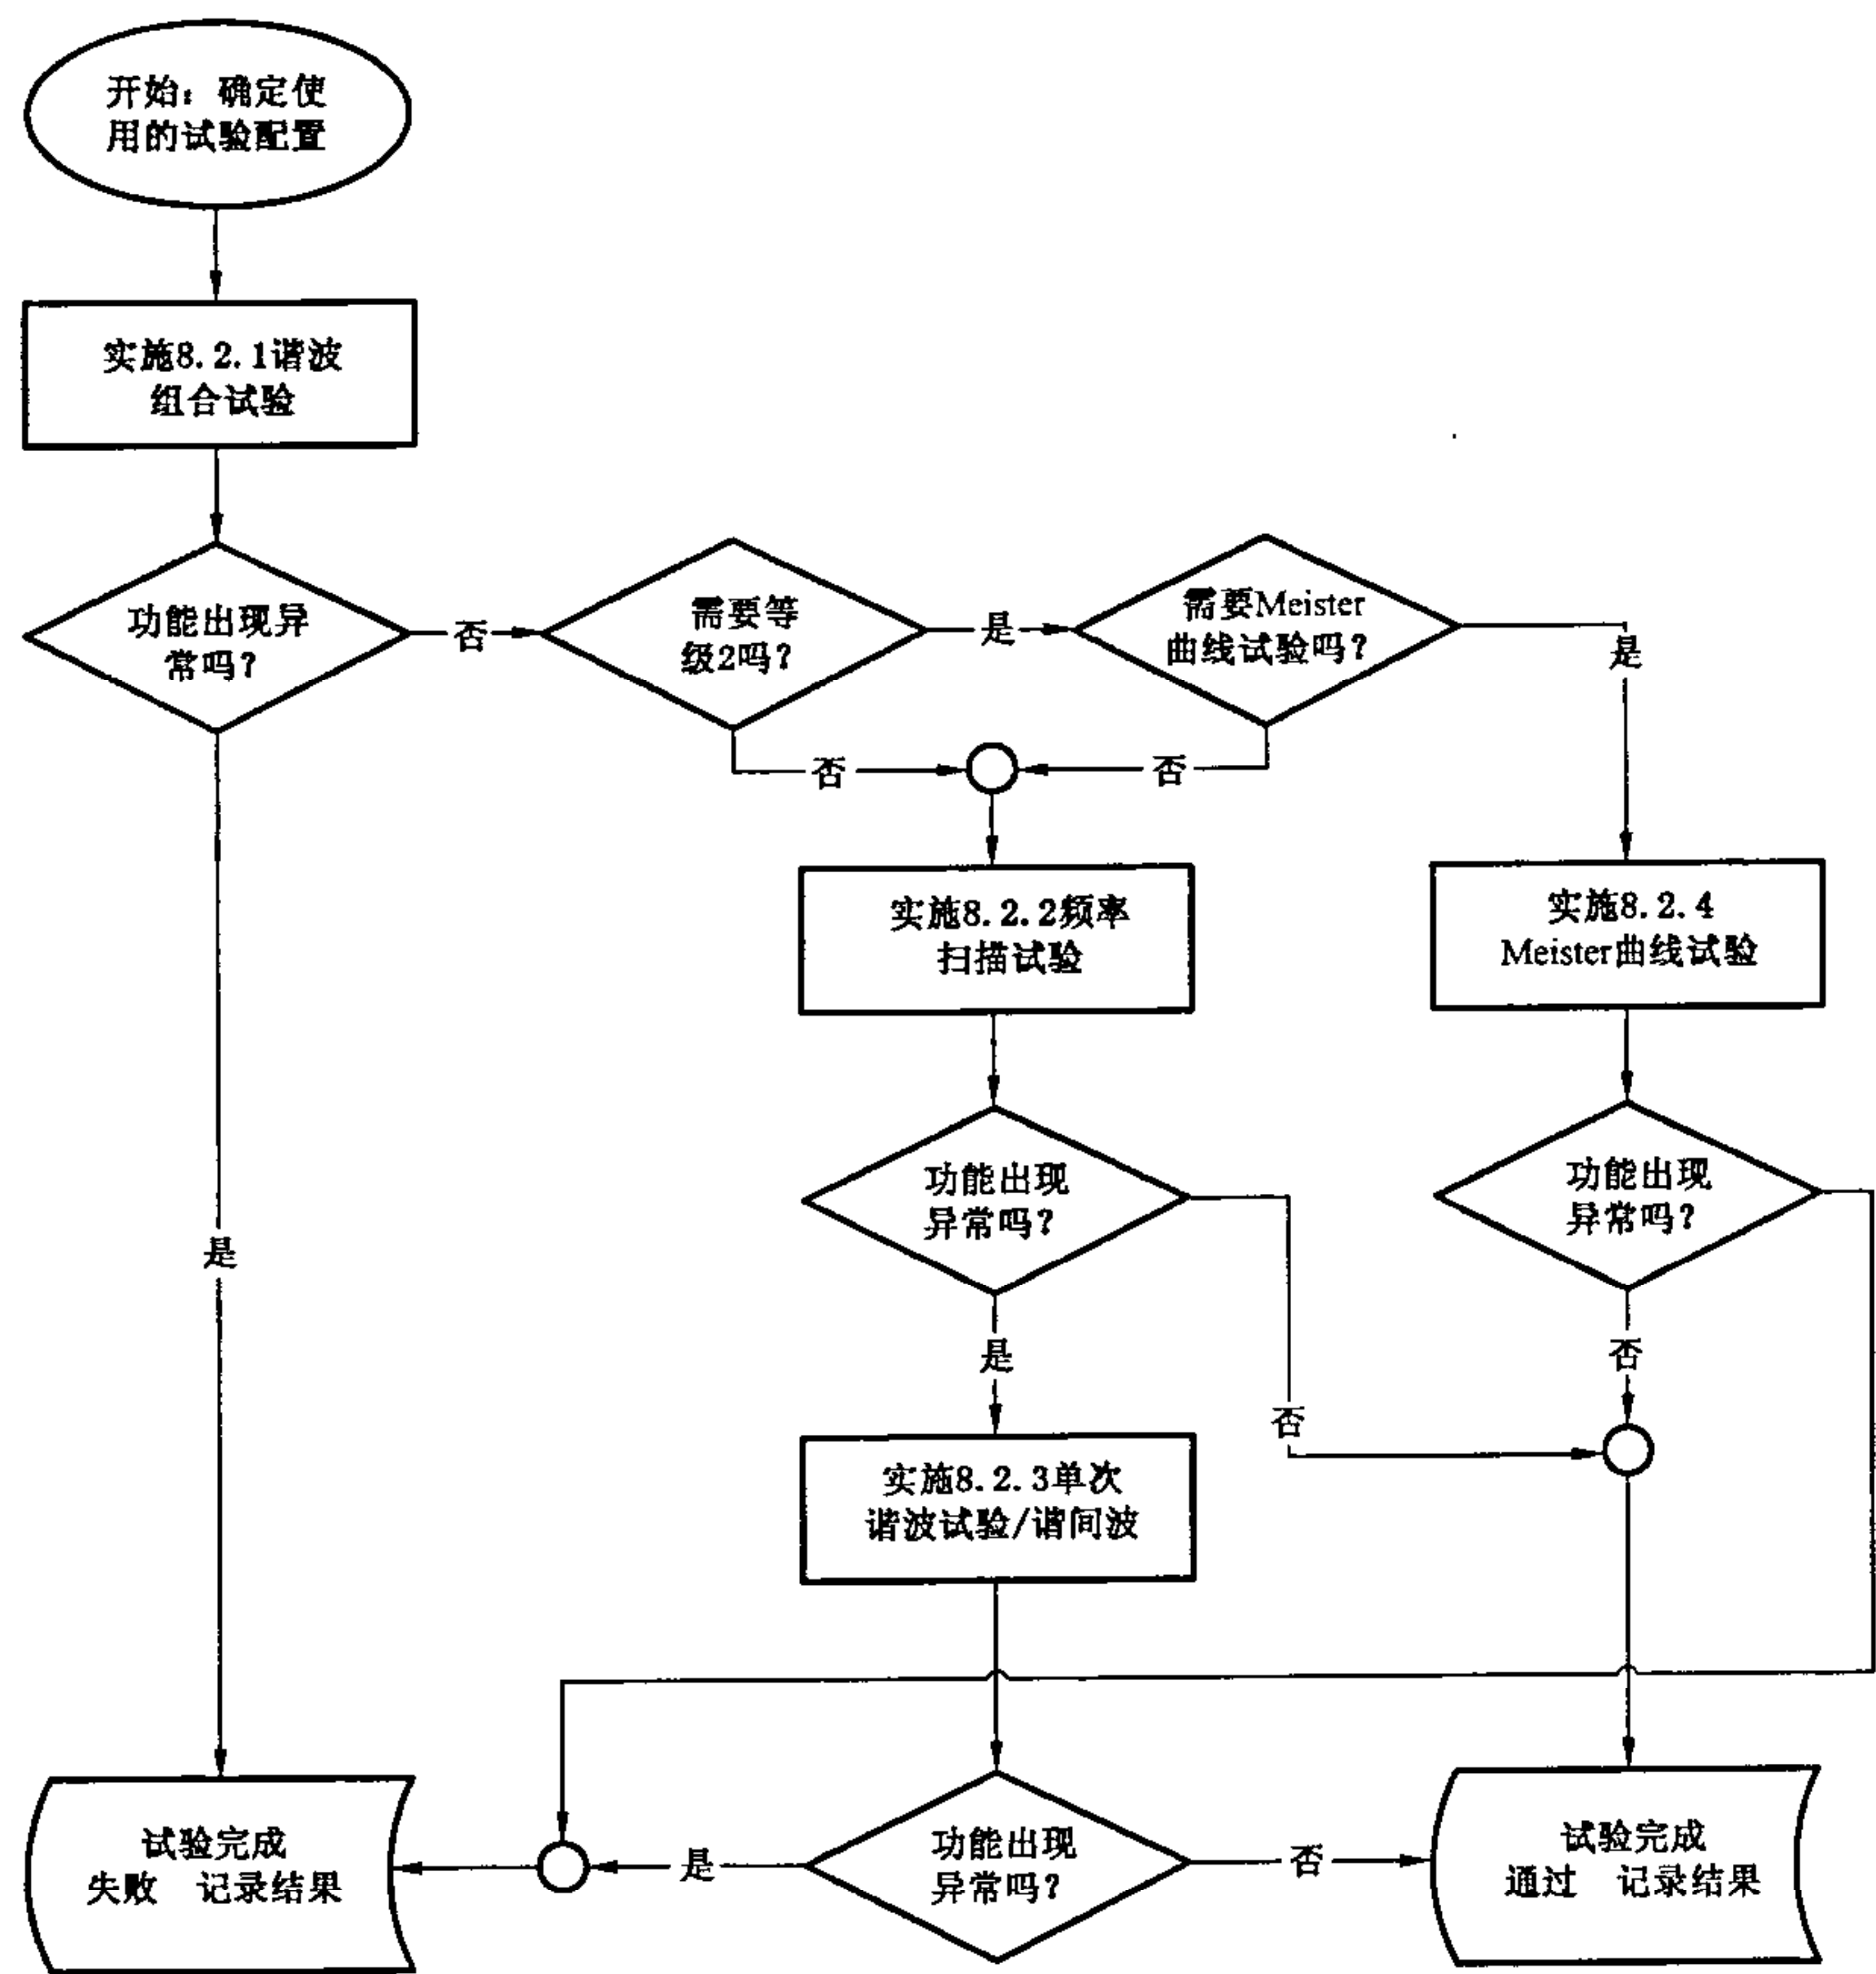 开始：确定使
用的试验配置
实施8.2.1谐波
组合试验
功能出现异
常吗？
否
需要等
级2吗？
是
需要Meister
曲线试验吗？
是
否
否
实施8.2.2频率
扫描试验
实施8.2.4
Meister曲线试验
功能出现
异常吗？
功能出现
异常吗？
是
是
否
否
实施8.2.3单次
谐波试验/谐间波
试验完成
失败　记录结果
是
功能出现
异常吗？
否
试验完成
通过　记录结果